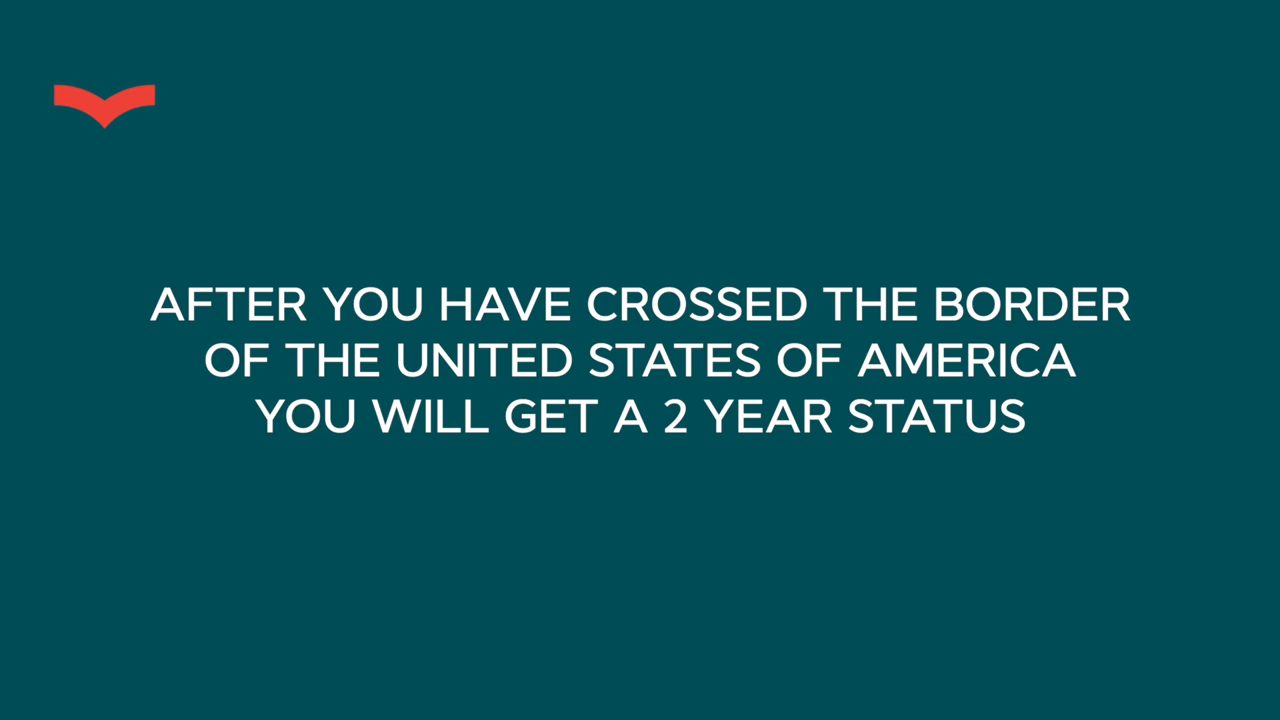 AFTER YOU HAVE CROSSED THE BORDER
OF THE UNITED STATES OF AMERICA
YOU WILL GET A 2 YEAR STATUS